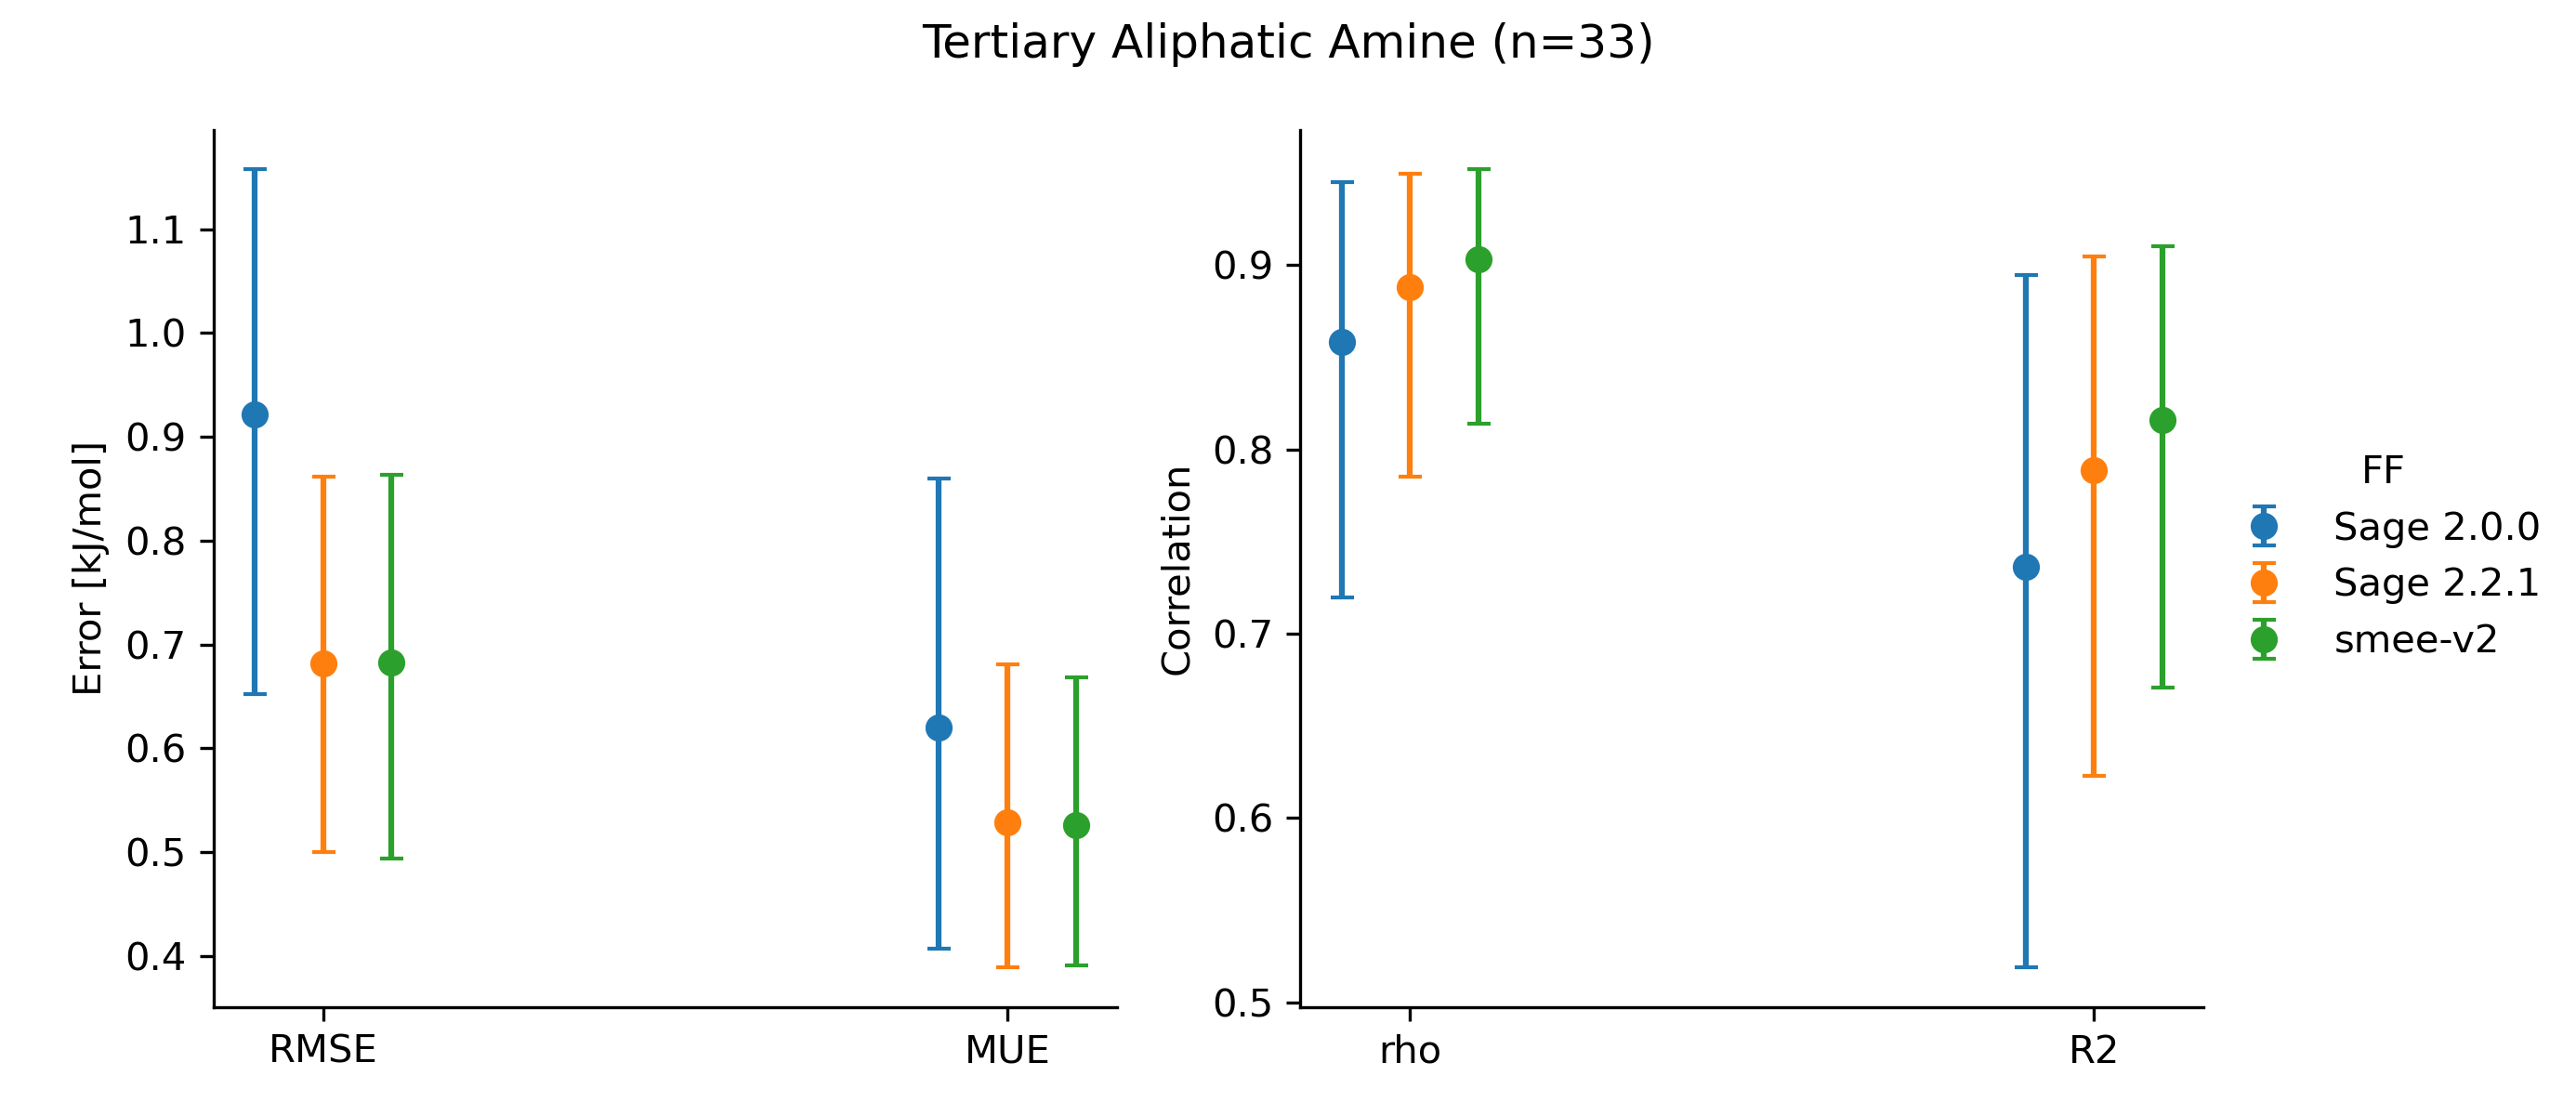 Tertiary Aliphatic Amine (n=33)
Error [kJ/mol]
1.1
1.0
0.9
0.8
0.7
0.6
0.5
0.4
RMSE
MUE
Correlation
0.9
0.8
0.7
0.6
0.5
rho
R2
FF
Sage 2.0.0
Sage 2.2.1
smee-v2